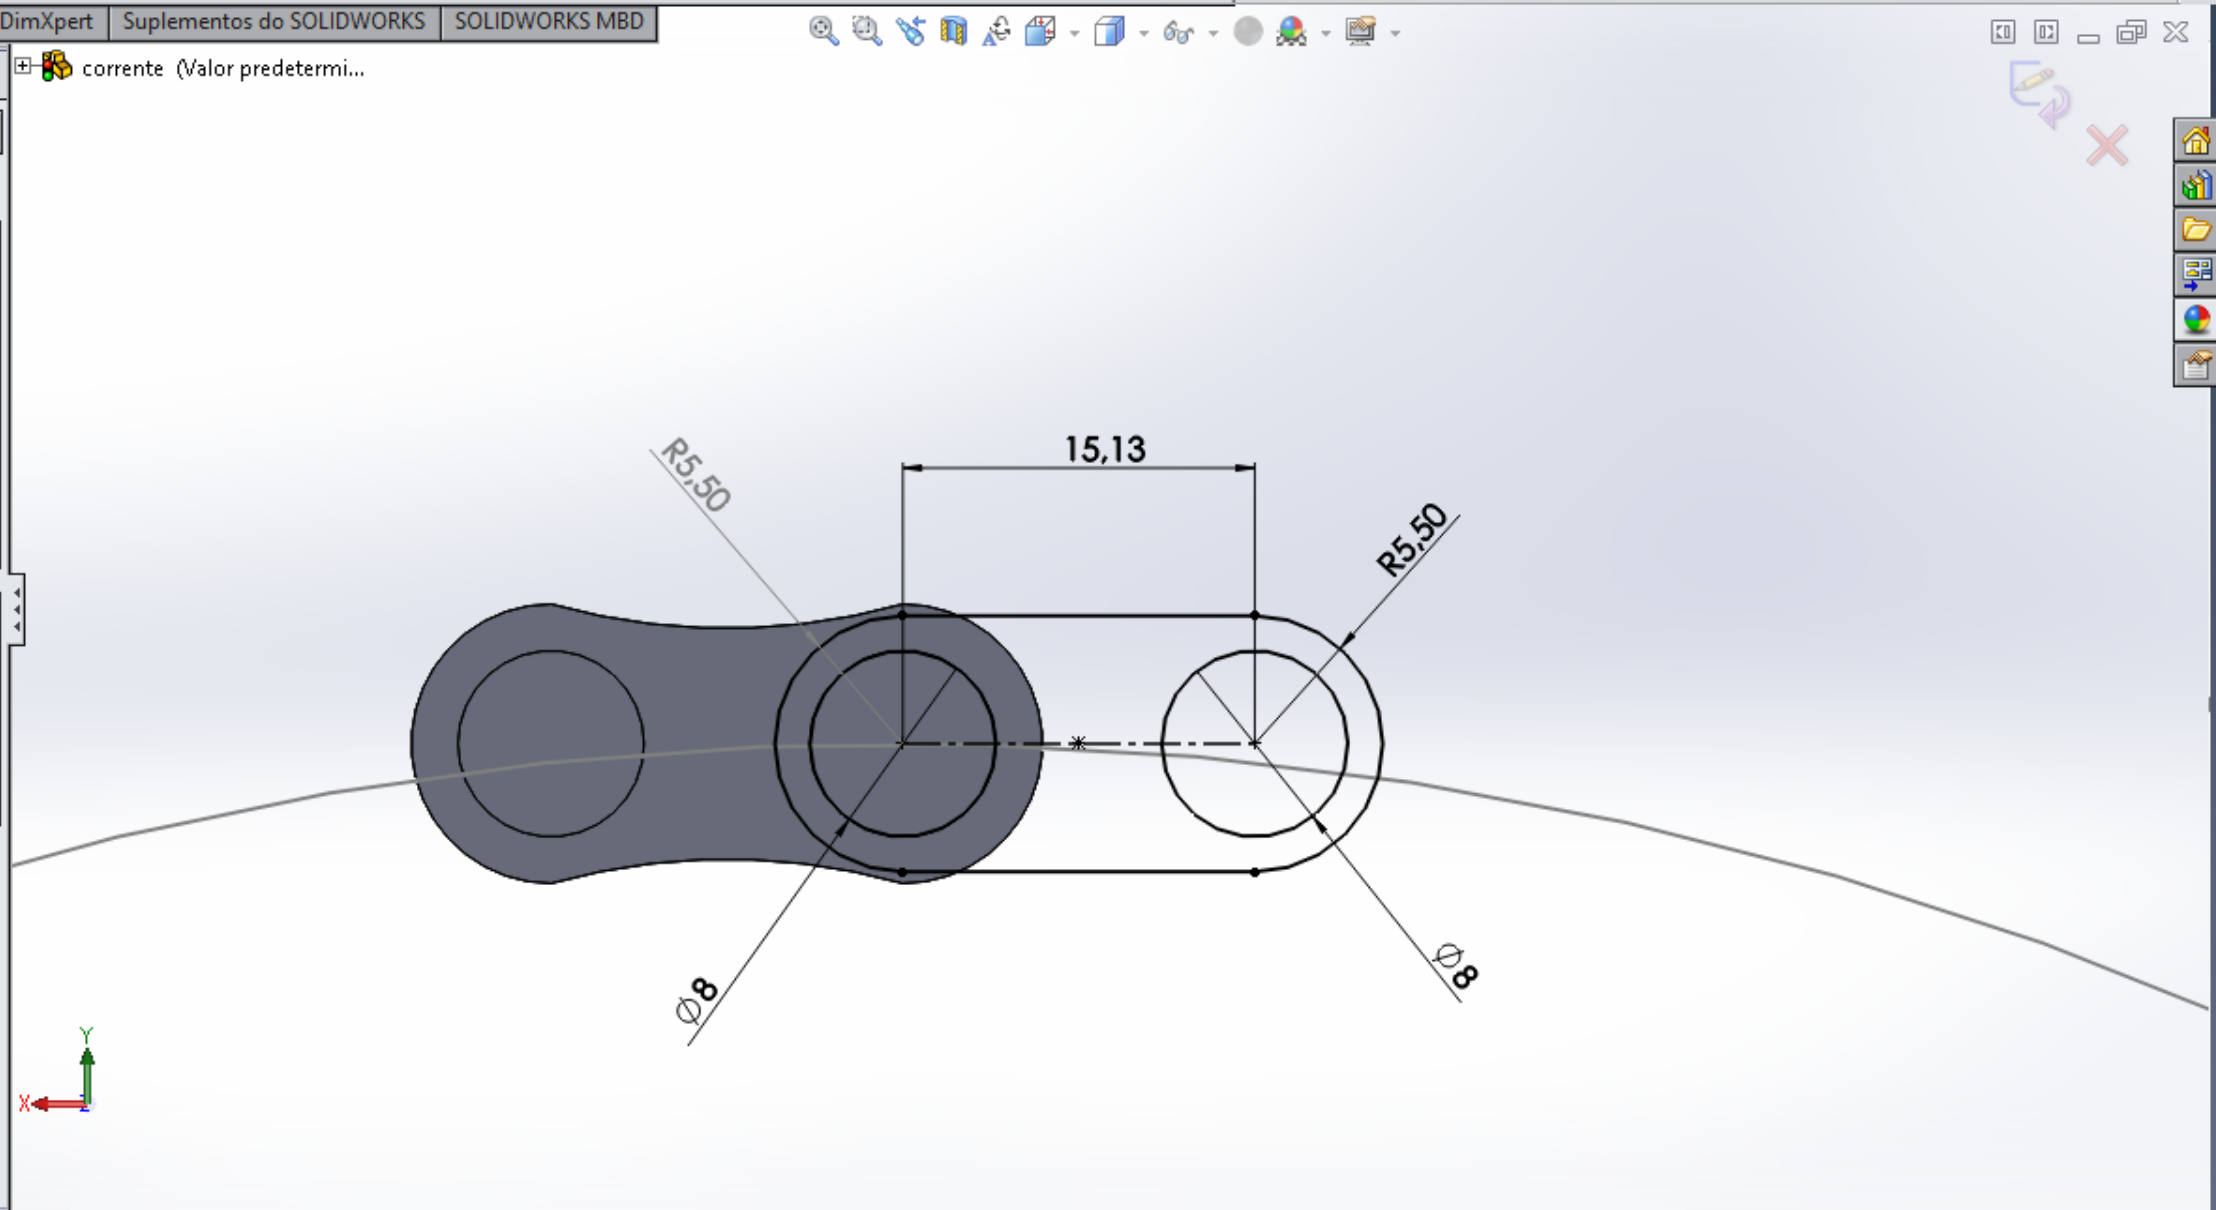 DimXpert
Suplementos do SOLIDWORKS
SOLIDWORKS MBD
corrente (Valor predetermi...
15,13
R5,50
R5,50
∅8
∅8
Y
X
Z